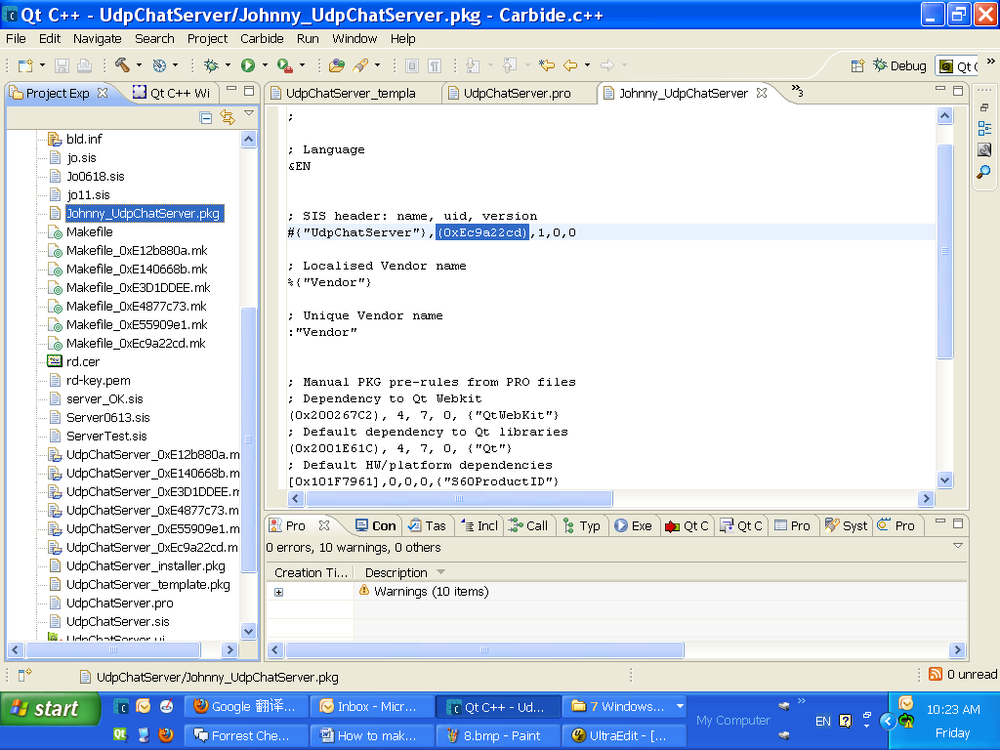 Qt C++ - UdpChatServer/Johnny_UdpChatServer.pkg - Carbide.c++
File Edit Navigate Search Project Carbide Run Window Help
Debug Qt C
Project Exp Qt C++ Wi
UdpChatServer_templa UdpChatServer.pro Johnny_UdpChatServer »3
bld.inf
jo.sis
Jo0618.sis
jo11.sis
Johnny_UdpChatServer.pkg
Makefile
Makefile_0xE12b880a.mk
Makefile_0xE140668b.mk
Makefile_0xE3D1DDEE.mk
Makefile_0xE4877c73.mk
Makefile_0xE55909e1.mk
Makefile_0xEc9a22cd.mk
rd.cer
rd-key.pem
server_OK.sis
Server0613.sis
ServerTest.sis
UdpChatServer_0xE12b880a.m
UdpChatServer_0xE140668b.m
UdpChatServer_0xE3D1DDEE.m
UdpChatServer_0xE4877c73.m
UdpChatServer_0xE55909e1.m
UdpChatServer_0xEc9a22cd.m
UdpChatServer_installer.pkg
UdpChatServer_template.pkg
UdpChatServer.pro
UdpChatServer.sis
UdpChatServer.ui
;
; Language
&EN
; SIS header: name, uid, version
#{"UdpChatServer"},(0xEc9a22cd),1,0,0
; Localised Vendor name
%{"Vendor"}
; Unique Vendor name
:"Vendor"
; Manual PKG pre-rules from PRO files
; Dependency to Qt Webkit
(0x200267C2), 4, 7, 0, {"QtWebKit"}
; Default dependency to Qt libraries
(0x2001E61C), 4, 7, 0, {"Qt"}
; Default HW/platform dependencies
[0x101F7961],0,0,0,{"S60ProductID"}
Pro Con Tas Incl Call Typ Exe Qt C Qt C Pro Syst Pro
0 errors, 10 warnings, 0 others
Creation Ti... Description
Warnings (10 items)
UdpChatServer/Johnny_UdpChatServer.pkg 0 unread
start Google 翻译... Inbox - Micr... Qt C++ - Ud... 7 Windows... My Computer EN 10:23 AM
Forrest Che... How to mak... 8.bmp - Paint UltraEdit - [... Friday